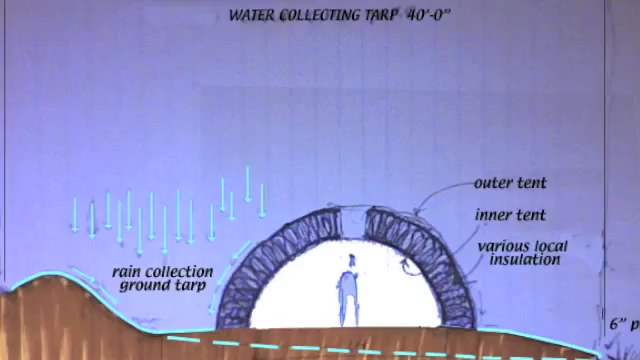 WATER COLLECTING TARP 40'-0"
outer tent
inner tent
various local
insulation
rain collection
ground tarp
6" p